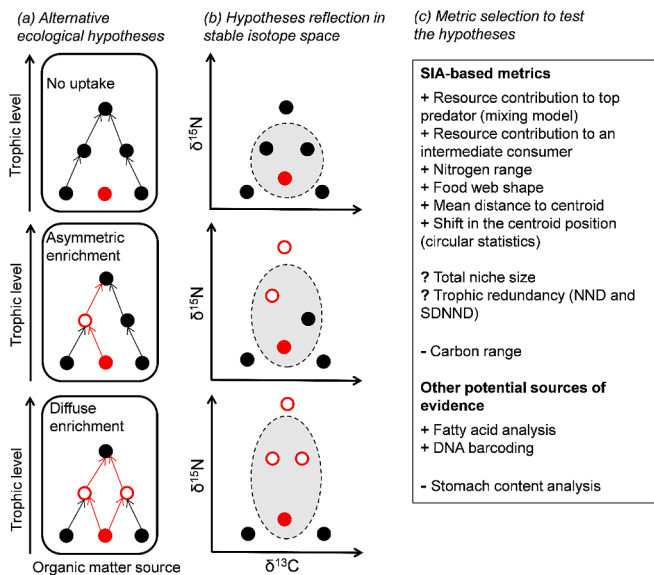 (a) Alternative
ecological hypotheses
(b) Hypotheses reflection in
stable isotope space
(c) Metric selection to test
the hypotheses
Trophic level
No uptake
δ15N
Trophic level
Asymmetric
enrichment
δ15N
Trophic level
Diffuse
enrichment
δ15N
Organic matter source
δ13C
SIA-based metrics
+ Resource contribution to top
predator (mixing model)
+ Resource contribution to an
intermediate consumer
+ Nitrogen range
+ Food web shape
+ Mean distance to centroid
+ Shift in the centroid position
(circular statistics)
? Total niche size
? Trophic redundancy (NND and
SDNND)
- Carbon range
Other potential sources of
evidence
+ Fatty acid analysis
+ DNA barcoding
- Stomach content analysis